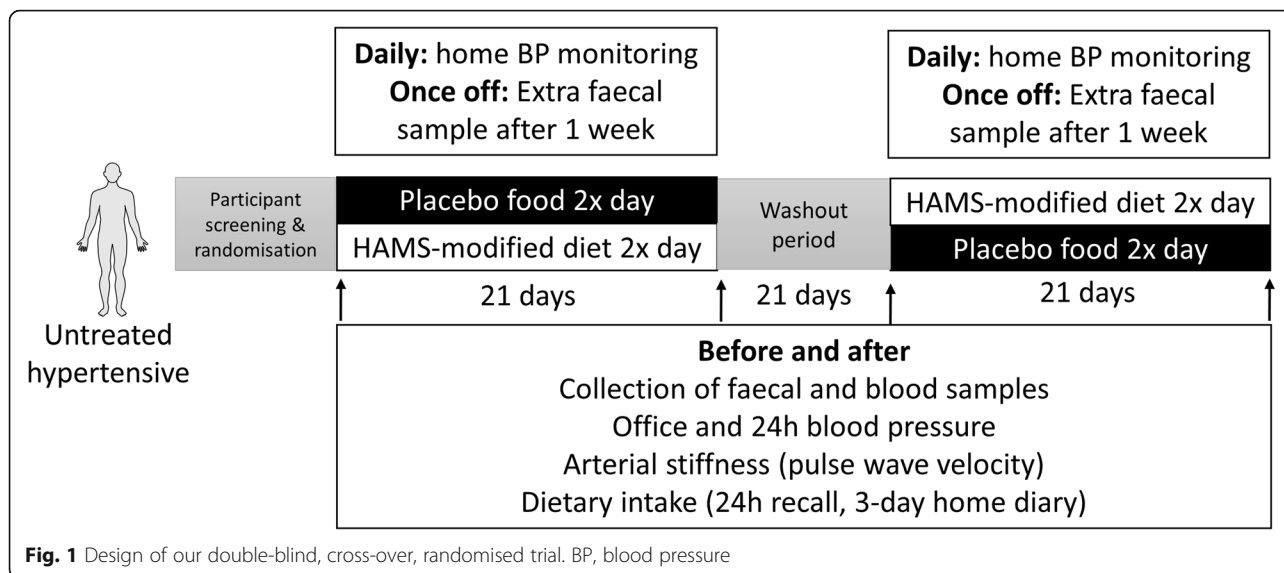 Daily: home BP monitoring
Once off: Extra faecal
sample after 1 week
Daily: home BP monitoring
Once off: Extra faecal
sample after 1 week
Untreated
hypertensive
Participant
screening &
randomisation
Placebo food 2x day
HAMS-modified diet 2x day
Washout
period
HAMS-modified diet 2x day
Placebo food 2x day
21 days
21 days
21 days
Before and after
Collection of faecal and blood samples
Office and 24h blood pressure
Arterial stiffness (pulse wave velocity)
Dietary intake (24h recall, 3-day home diary)
Fig. 1 Design of our double-blind, cross-over, randomised trial. BP, blood pressure